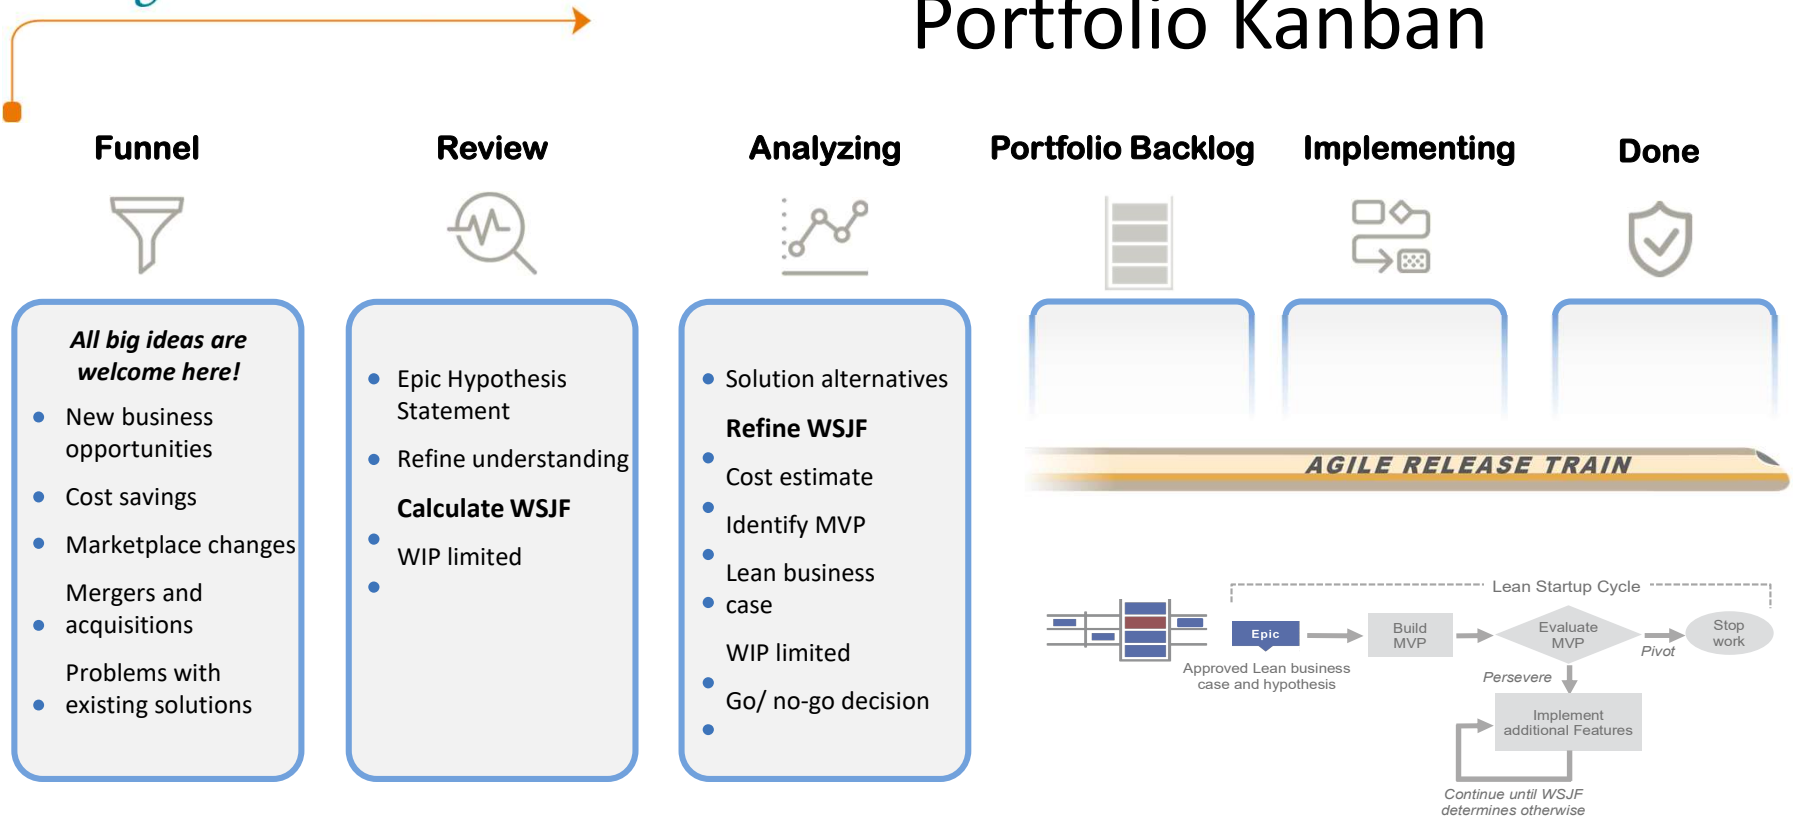 Portfolio Kanban
Funnel
Review
Analyzing
Portfolio Backlog
Implementing
Done
All big ideas are
welcome here!
New business
opportunities
Cost savings
Marketplace changes
Mergers and
acquisitions
Problems with
existing solutions
Epic Hypothesis
Statement
Refine understanding
Calculate WSJF
WIP limited
Solution alternatives
Refine WSJF
Cost estimate
Identify MVP
Lean business
case
WIP limited
Go/ no-go decision
AGILE RELEASE TRAIN
Lean Startup Cycle
Epic
Approved Lean business
case and hypothesis
Build
MVP
Evaluate
MVP
Pivot
Stop
work
Persevere
Implement
additional Features
Continue until WSJF
determines otherwise